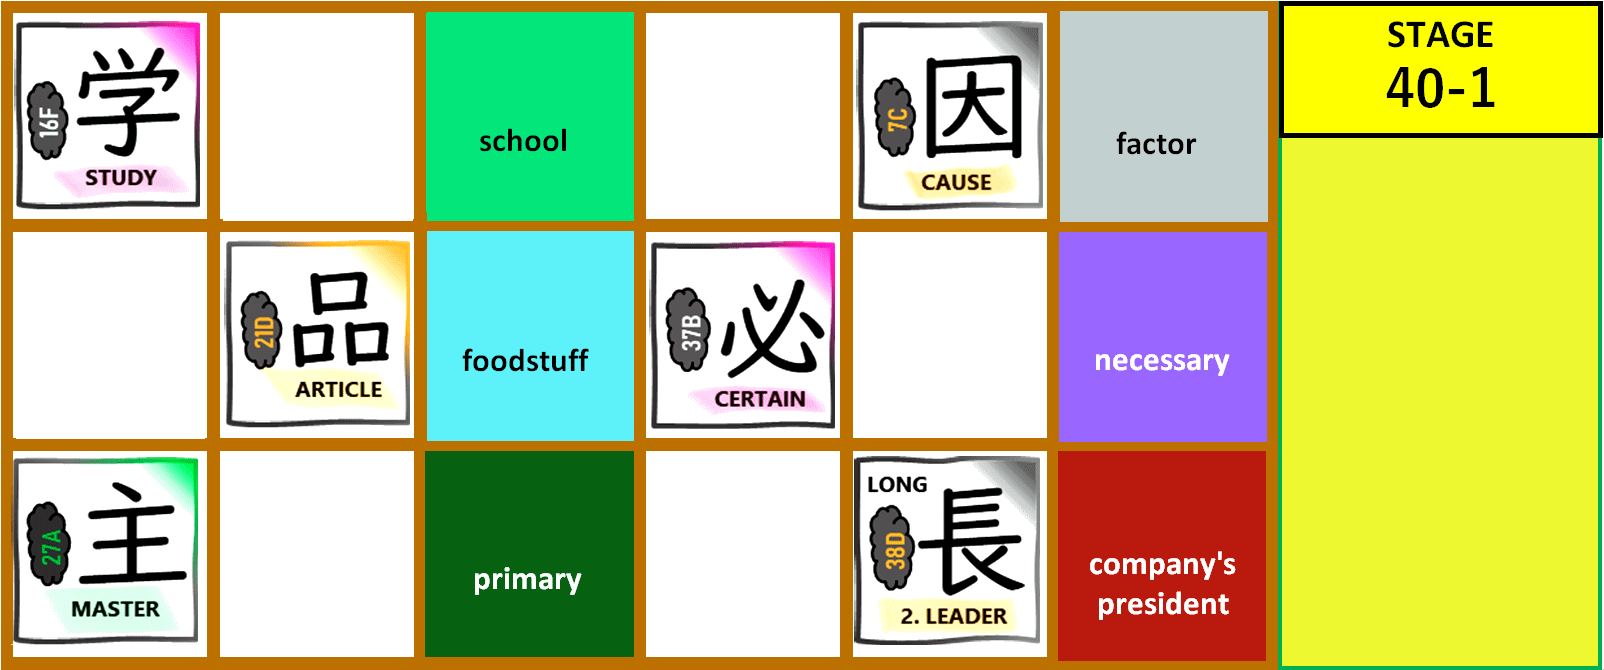 16F
学
STUDY
school
7C
因
CAUSE
factor
STAGE
40-1
21D
品
ARTICLE
foodstuff
37B
必
CERTAIN
necessary
27A
主
MASTER
primary
LONG
38D
長
2. LEADER
company's
president